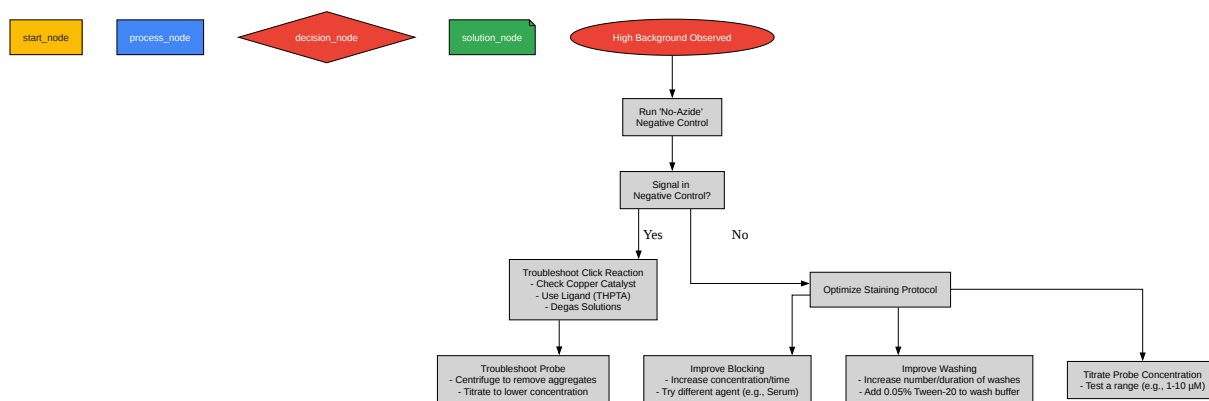 start_node
process_node
decision_node
solution_node
High Background Observed
Run 'No-Azide'
Negative Control
Signal in
Negative Control?
Yes
No
Troubleshoot Click Reaction
- Check Copper Catalyst
- Use Ligand (THPTA)
- Degas Solutions
Optimize Staining Protocol
Troubleshoot Probe
- Centrifuge to remove aggregates
- Titrate to lower concentration
Improve Blocking
- Increase concentration/time
- Try different agent (e.g., Serum)
Improve Washing
- Increase number/duration of washes
- Add 0.05% Tween-20 to wash buffer
Titrate Probe Concentration
- Test a range (e.g., 1-10 µM)